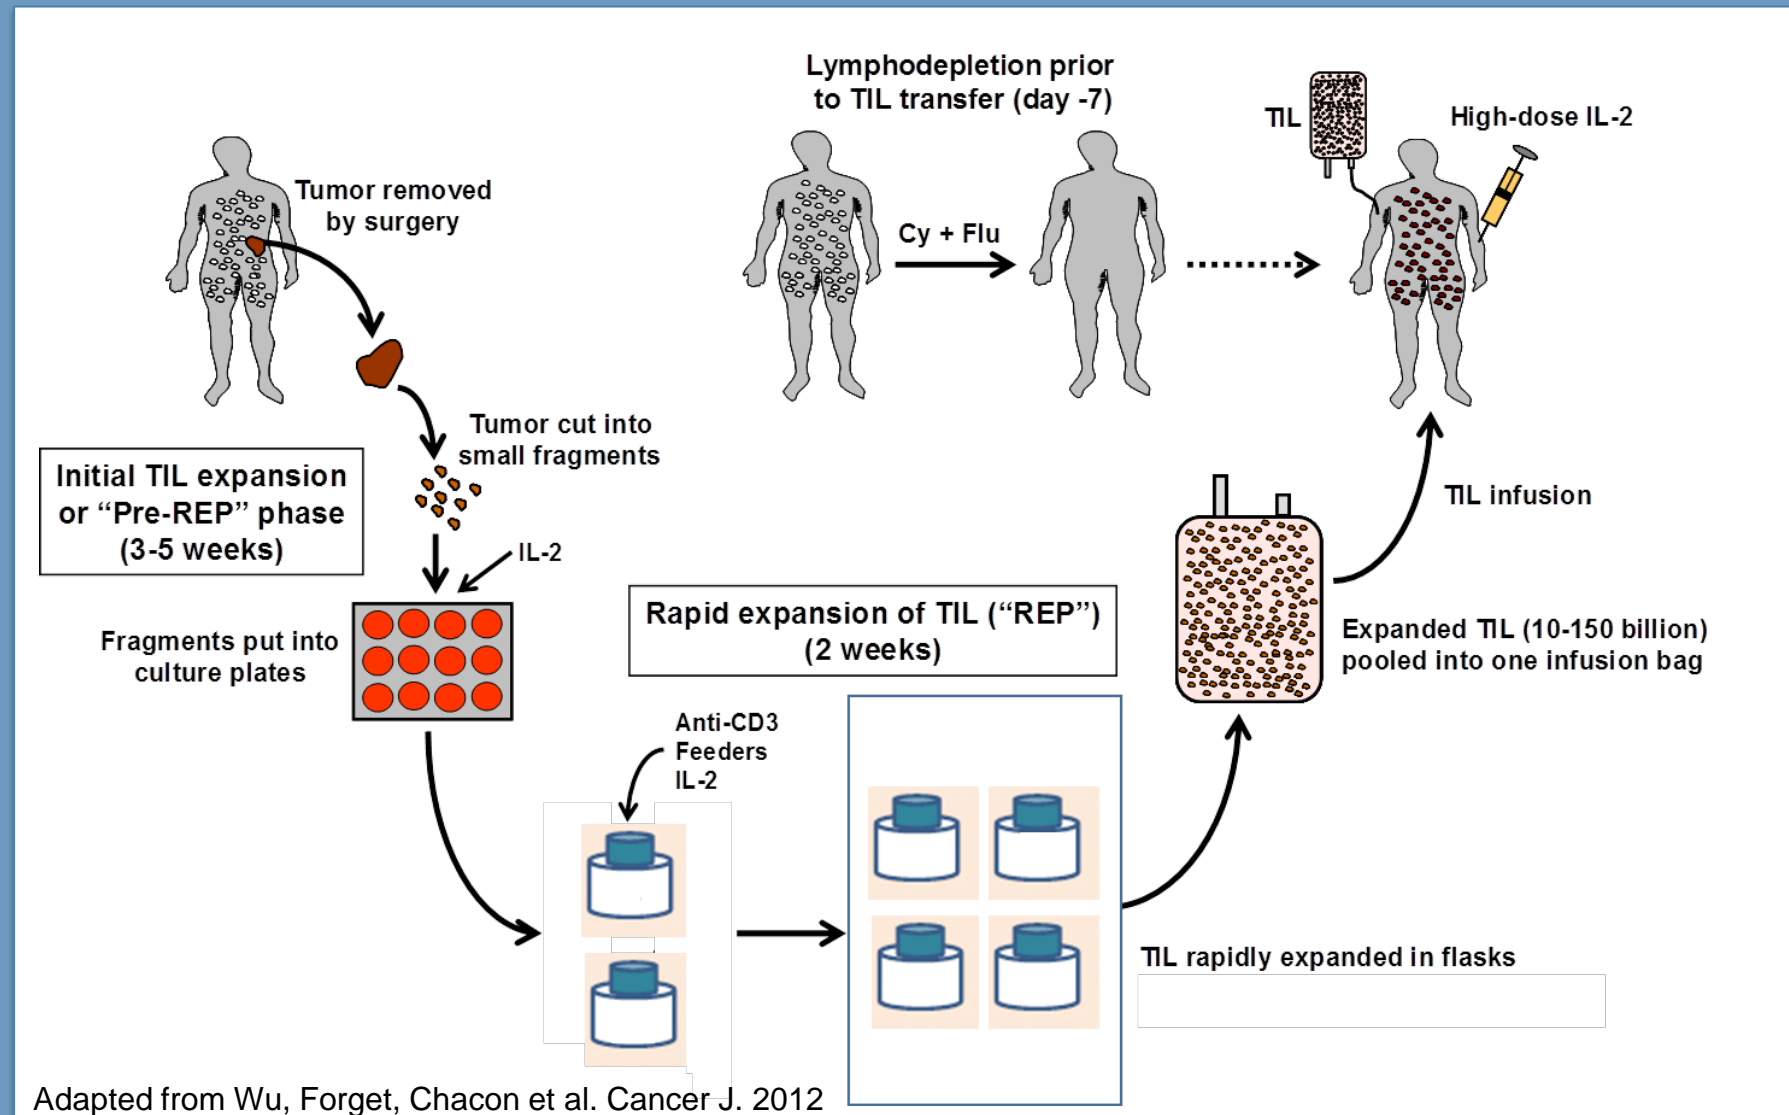 Lymphodepletion prior
to TIL transfer (day -7)
TIL
High-dose IL-2
Tumor removed
by surgery
Cy + Flu
Tumor cut into
small fragments
Initial TIL expansion
or “Pre-REP” phase
(3-5 weeks)
IL-2
TIL infusion
Fragments put into
culture plates
Rapid expansion of TIL (“REP”)
(2 weeks)
Expanded TIL (10-150 billion)
pooled into one infusion bag
Anti-CD3
Feeders
IL-2
TIL rapidly expanded in flasks
Adapted from Wu, Forget, Chacon et al. Cancer J. 2012